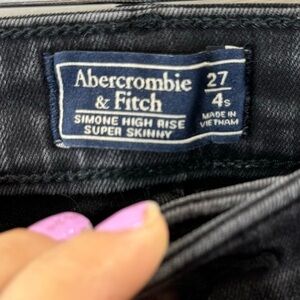 Abercrombie
& Fitch
SIMONE HIGH RISE
SUPER SKINNY
27
4s
MADE IN
VIETNAM